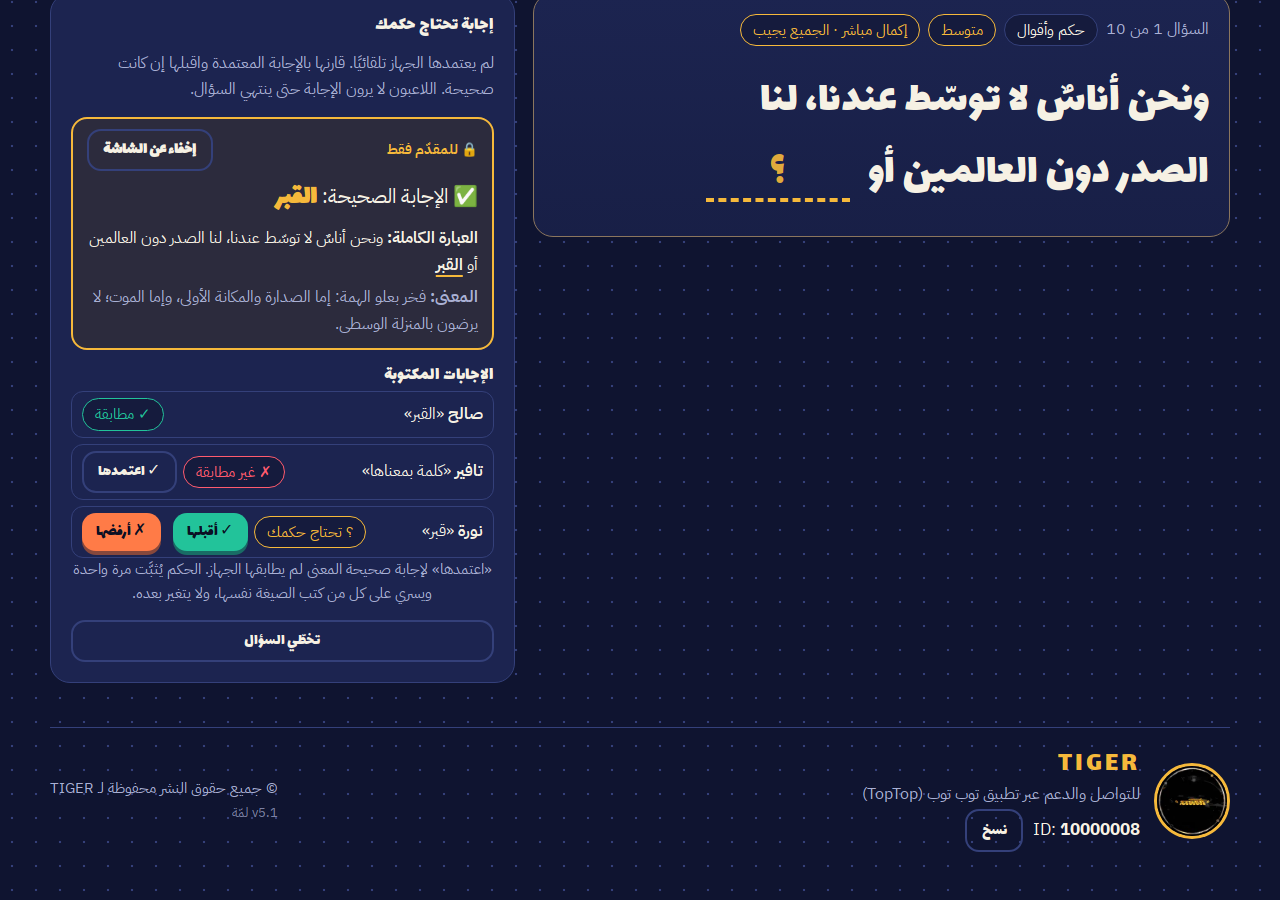 السؤال 1 من 10
حكم وأقوال
متوسط
إكمال مباشر · الجميع يجيب
ونحن أناسٌ لا توسّط عندنا، لنا
الصدر دون العالمين أو ؟
إجابة تحتاج حكمك
لم يعتمدها الجهاز تلقائيًا. قارنها بالإجابة المعتمدة واقبلها إن كانت
صحيحة. اللاعبون لا يرون الإجابة حتى ينتهي السؤال.
🔒 للمقدّم فقط
إخفاء عن الشاشة
✅ الإجابة الصحيحة: القبر
العبارة الكاملة: ونحن أناسٌ لا توسّط عندنا، لنا الصدر دون العالمين
أو القبر
المعنى: فخر بعلو الهمة: إما الصدارة والمكانة الأولى، وإما الموت؛ لا
يرضون بالمنزلة الوسطى.
الإجابات المكتوبة
صالح «القبر»
✓ مطابقة
تافير «كلمة بمعناها»
✗ غير مطابقة
✓ اعتمدها
نورة «قبر»
؟ تحتاج حكمك
✓ أقبلها
✗ أرفضها
«اعتمدها» لإجابة صحيحة المعنى لم يطابقها الجهاز. الحكم يُثبَّت مرة واحدة
ويسري على كل من كتب الصيغة نفسها، ولا يتغير بعده.
تخطّي السؤال
TIGER
للتواصل والدعم عبر تطبيق توب توب (TopTop)
ID: 10000008
نسخ
© جميع حقوق النشر محفوظة لـ TIGER
لمّة v5.1